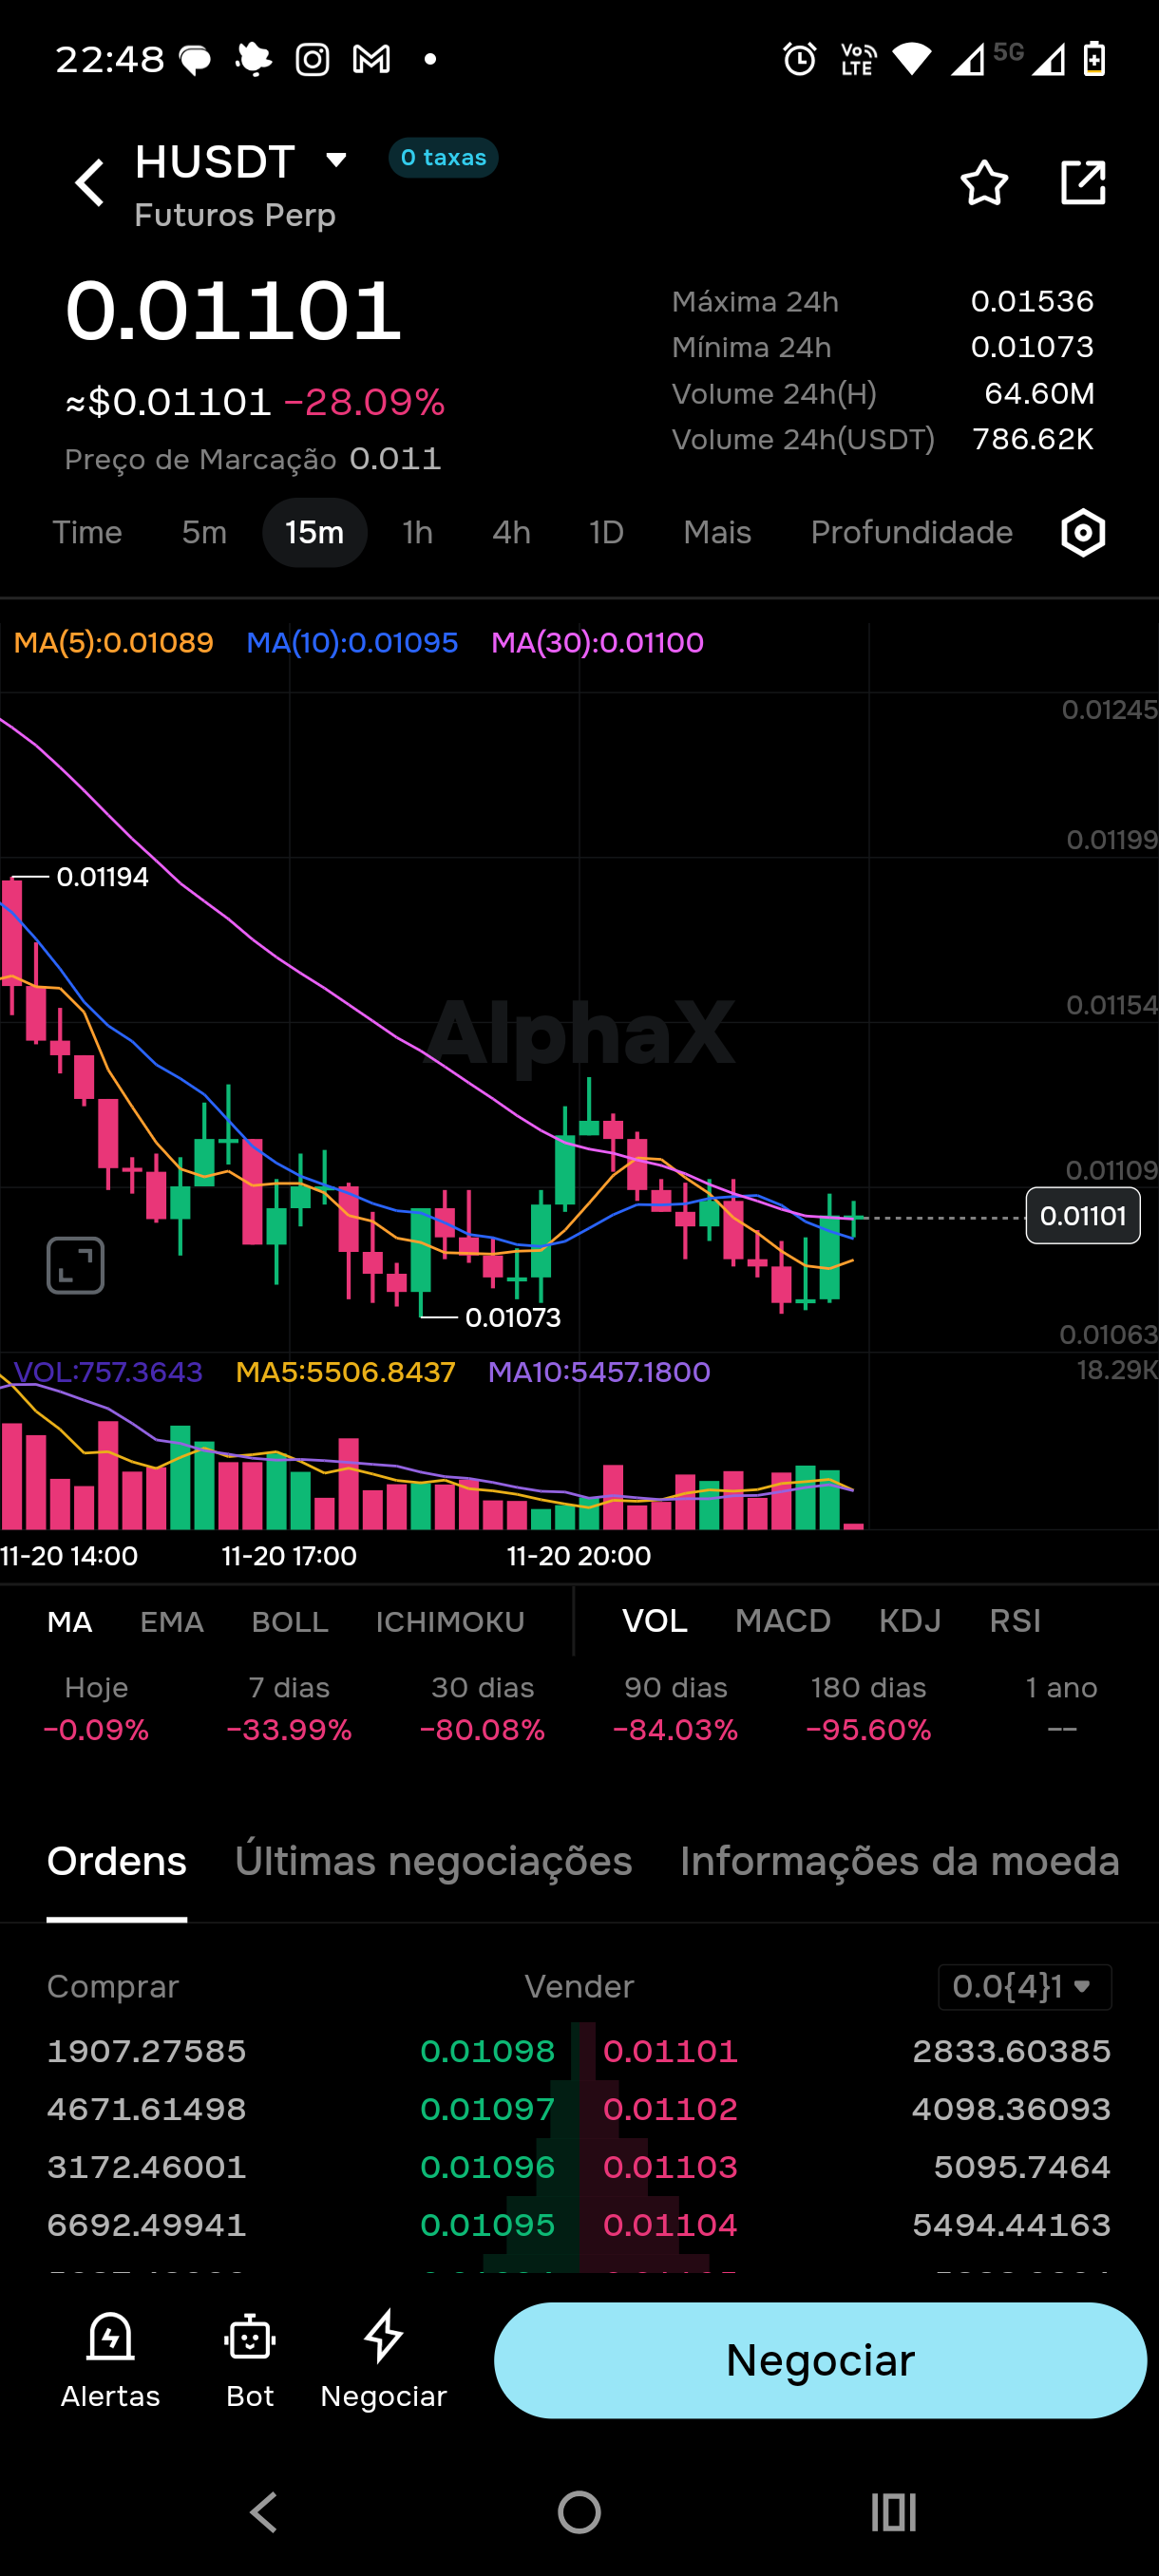 22:48
Vo LTE 5G
HUSDT 0 taxas
Futuros Perp
0.01101
≈$0.01101 -28.09%
Preço de Marcação 0.011
Máxima 24h 0.01536
Mínima 24h 0.01073
Volume 24h(H) 64.60M
Volume 24h(USDT) 786.62K
Time 5m 15m 1h 4h 1D Mais Profundidade
MA(5):0.01089 MA(10):0.01095 MA(30):0.01100
0.01245
0.01199
0.01194
0.01154
AlphaX
0.01109
0.01101
0.01073
0.01063
VOL:757.3643 MA5:5506.8437 MA10:5457.1800 18.29K
11-20 14:00 11-20 17:00 11-20 20:00
MA EMA BOLL ICHIMOKU VOL MACD KDJ RSI
Hoje 7 dias 30 dias 90 dias 180 dias 1 ano
-0.09% -33.99% -80.08% -84.03% -95.60% --
Ordens Últimas negociações Informações da moeda
Comprar Vender 0.0{4}1
1907.27585 0.01098 0.01101 2833.60385
4671.61498 0.01097 0.01102 4098.36093
3172.46001 0.01096 0.01103 5095.7464
6692.49941 0.01095 0.01104 5494.44163
Alertas Bot Negociar Negociar